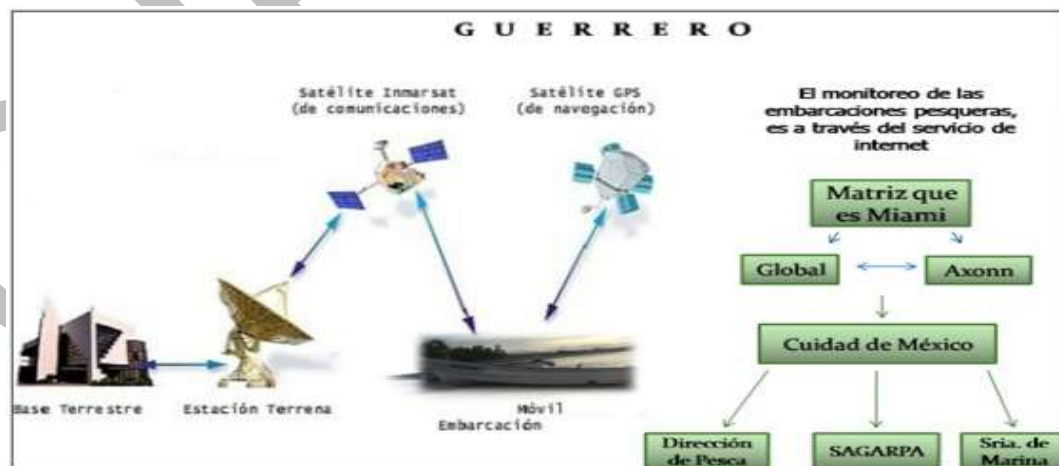 GUERRERO
Satélite Inmarsat
(de comunicaciones)
Satélite GPS
(de navegación)
Base Terrestre
Estación Terrena
Móvil
Embarcación
El monitoreo de las
embarcaciones pesqueras,
es a través del servicio de
internet
Matriz que
es Miami
Global
Axonn
Cuidad de México
Dirección
de Pesca
SAGARPA
Sria. de
Marina